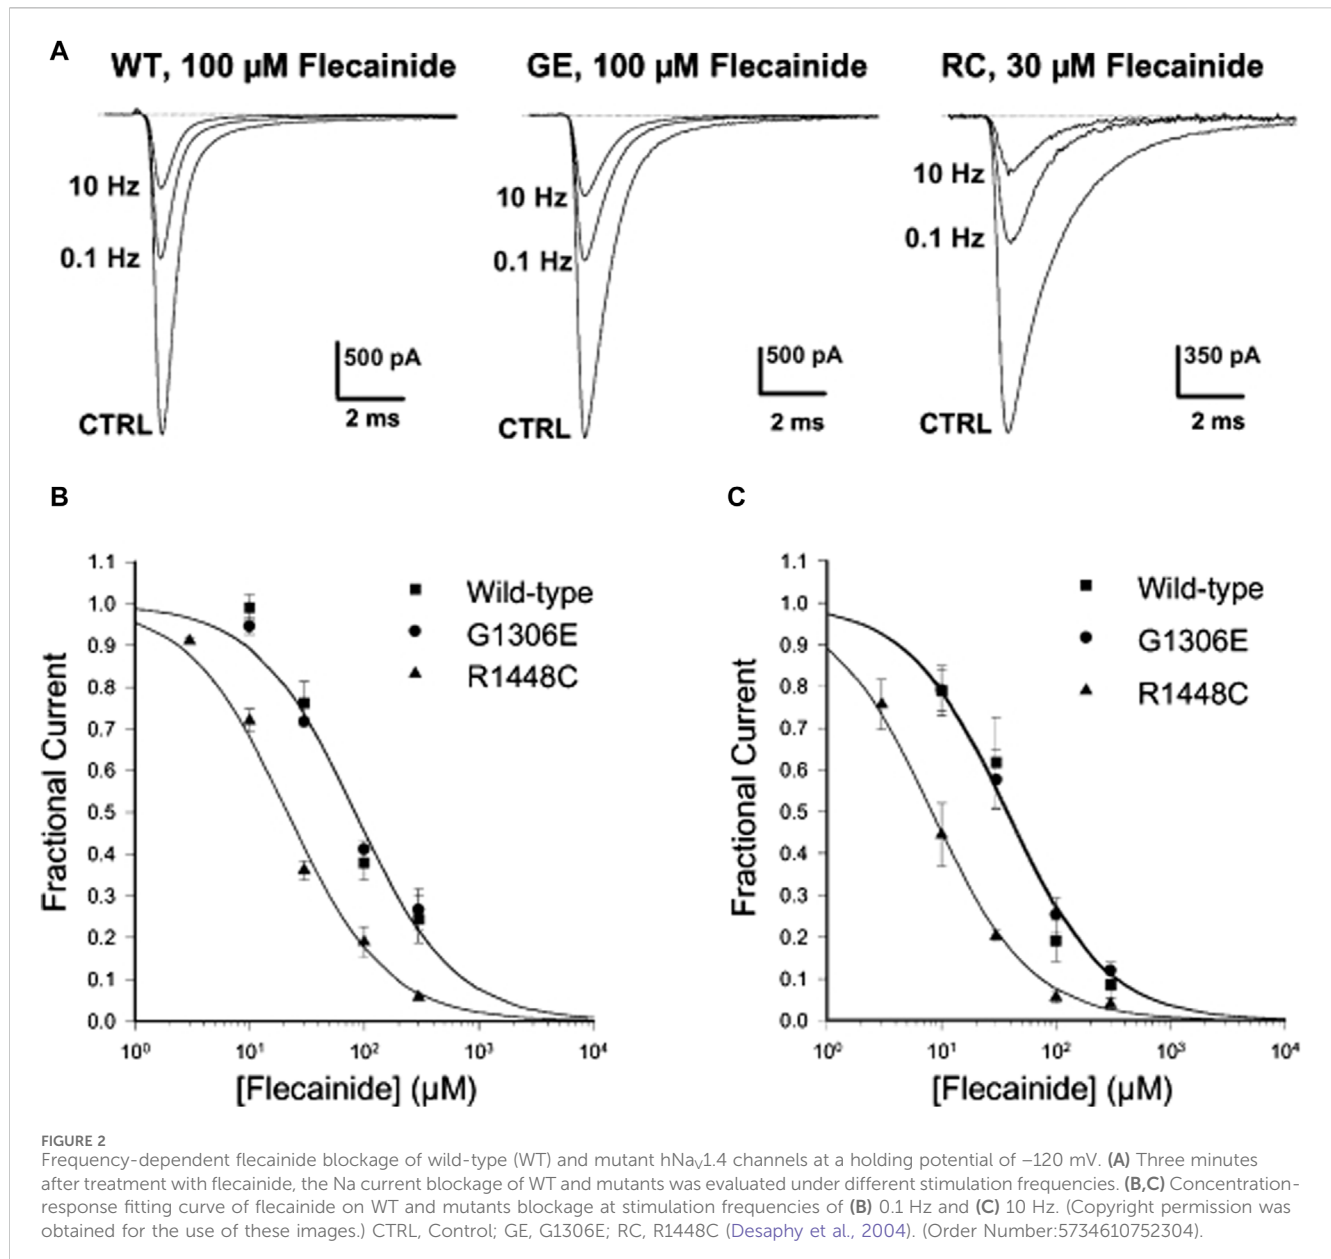 A
WT, 100 µM Flecainide
GE, 100 µM Flecainide
RC, 30 µM Flecainide
10 Hz
0.1 Hz
CTRL
500 pA
2 ms
10 Hz
0.1 Hz
CTRL
500 pA
2 ms
10 Hz
0.1 Hz
CTRL
350 pA
2 ms
B
1.1
1.0
0.9
0.8
0.7
0.6
0.5
0.4
0.3
0.2
0.1
0.0
Fractional Current
Wild-type
G1306E
R1448C
10⁰ 10¹ 10² 10³ 10⁴
[Flecainide] (µM)
C
1.1
1.0
0.9
0.8
0.7
0.6
0.5
0.4
0.3
0.2
0.1
0.0
Fractional Current
Wild-type
G1306E
R1448C
10⁰ 10¹ 10² 10³ 10⁴
[Flecainide] (µM)
FIGURE 2
Frequency-dependent flecainide blockage of wild-type (WT) and mutant hNaᵥ1.4 channels at a holding potential of −120 mV. (A) Three minutes
after treatment with flecainide, the Na current blockage of WT and mutants was evaluated under different stimulation frequencies. (B,C) Concentration-
response fitting curve of flecainide on WT and mutants blockage at stimulation frequencies of (B) 0.1 Hz and (C) 10 Hz. (Copyright permission was
obtained for the use of these images.) CTRL, Control; GE, G1306E; RC, R1448C (Desaphy et al., 2004). (Order Number:5734610752304).